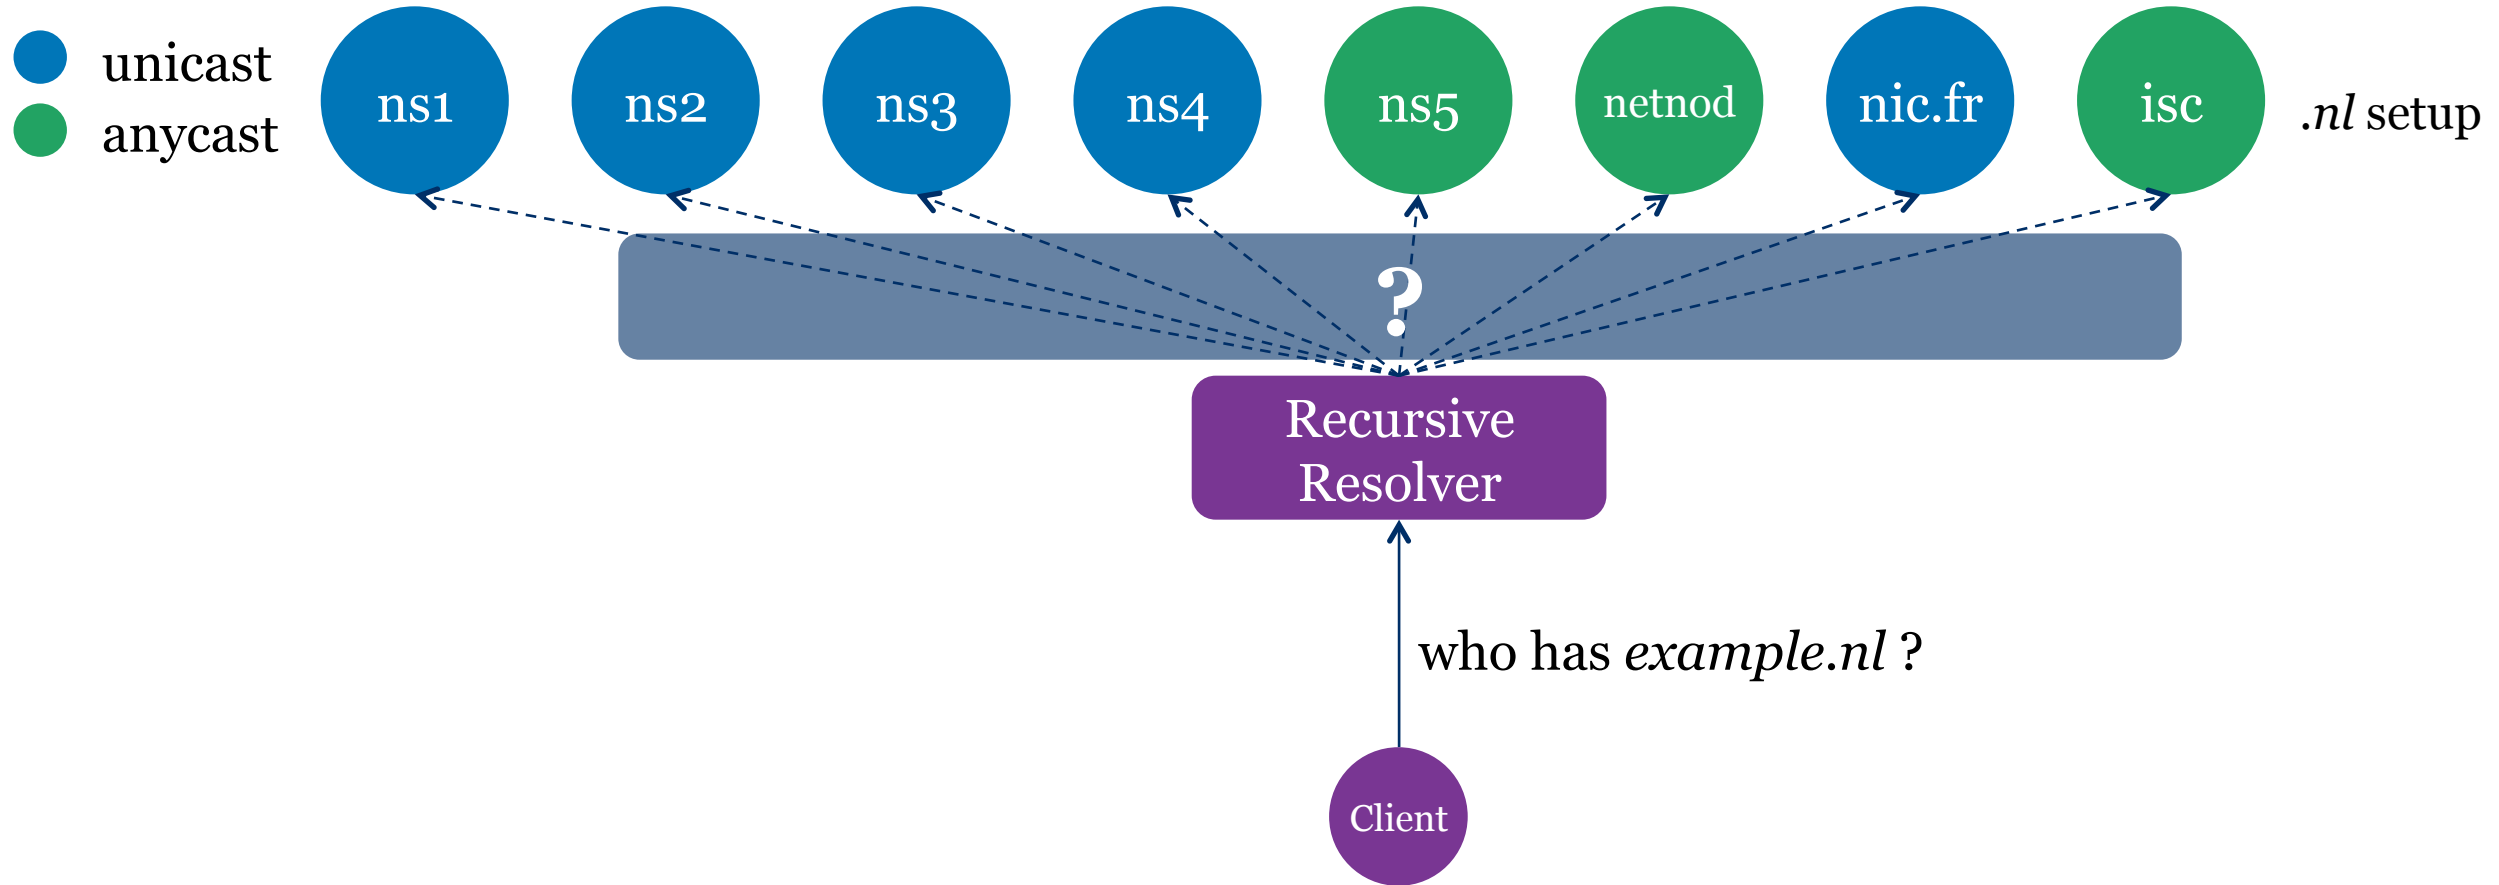 unicast
anycast
ns1
ns2
ns3
ns4
ns5
netnod
nic.fr
isc
.nl setup
?
Recursive
Resolver
who has example.nl ?
Client